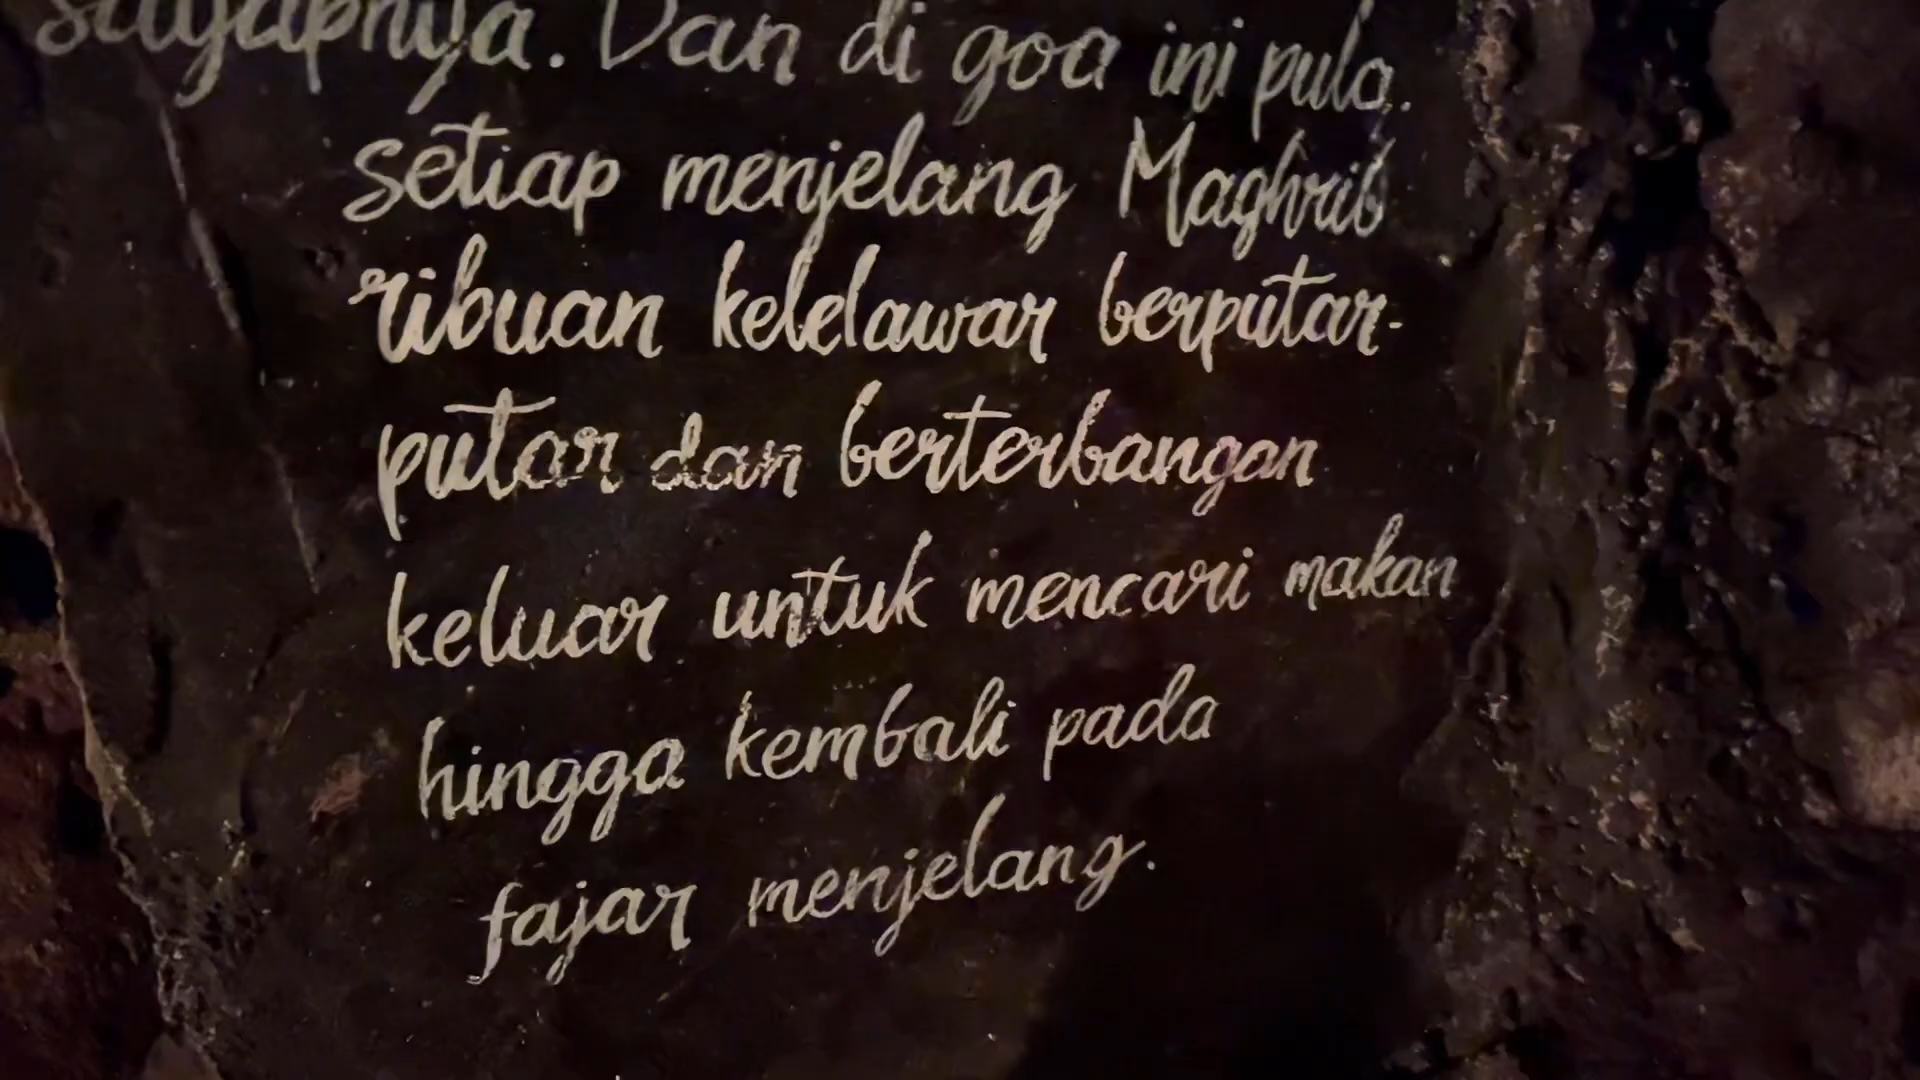 sayapnya. Dan di goa ini pula.
setiap menjelang Maghrib
ribuan kelelawar berputar-
putar dan berterbangan
keluar untuk mencari makan
hingga kembali pada
fajar menjelang.